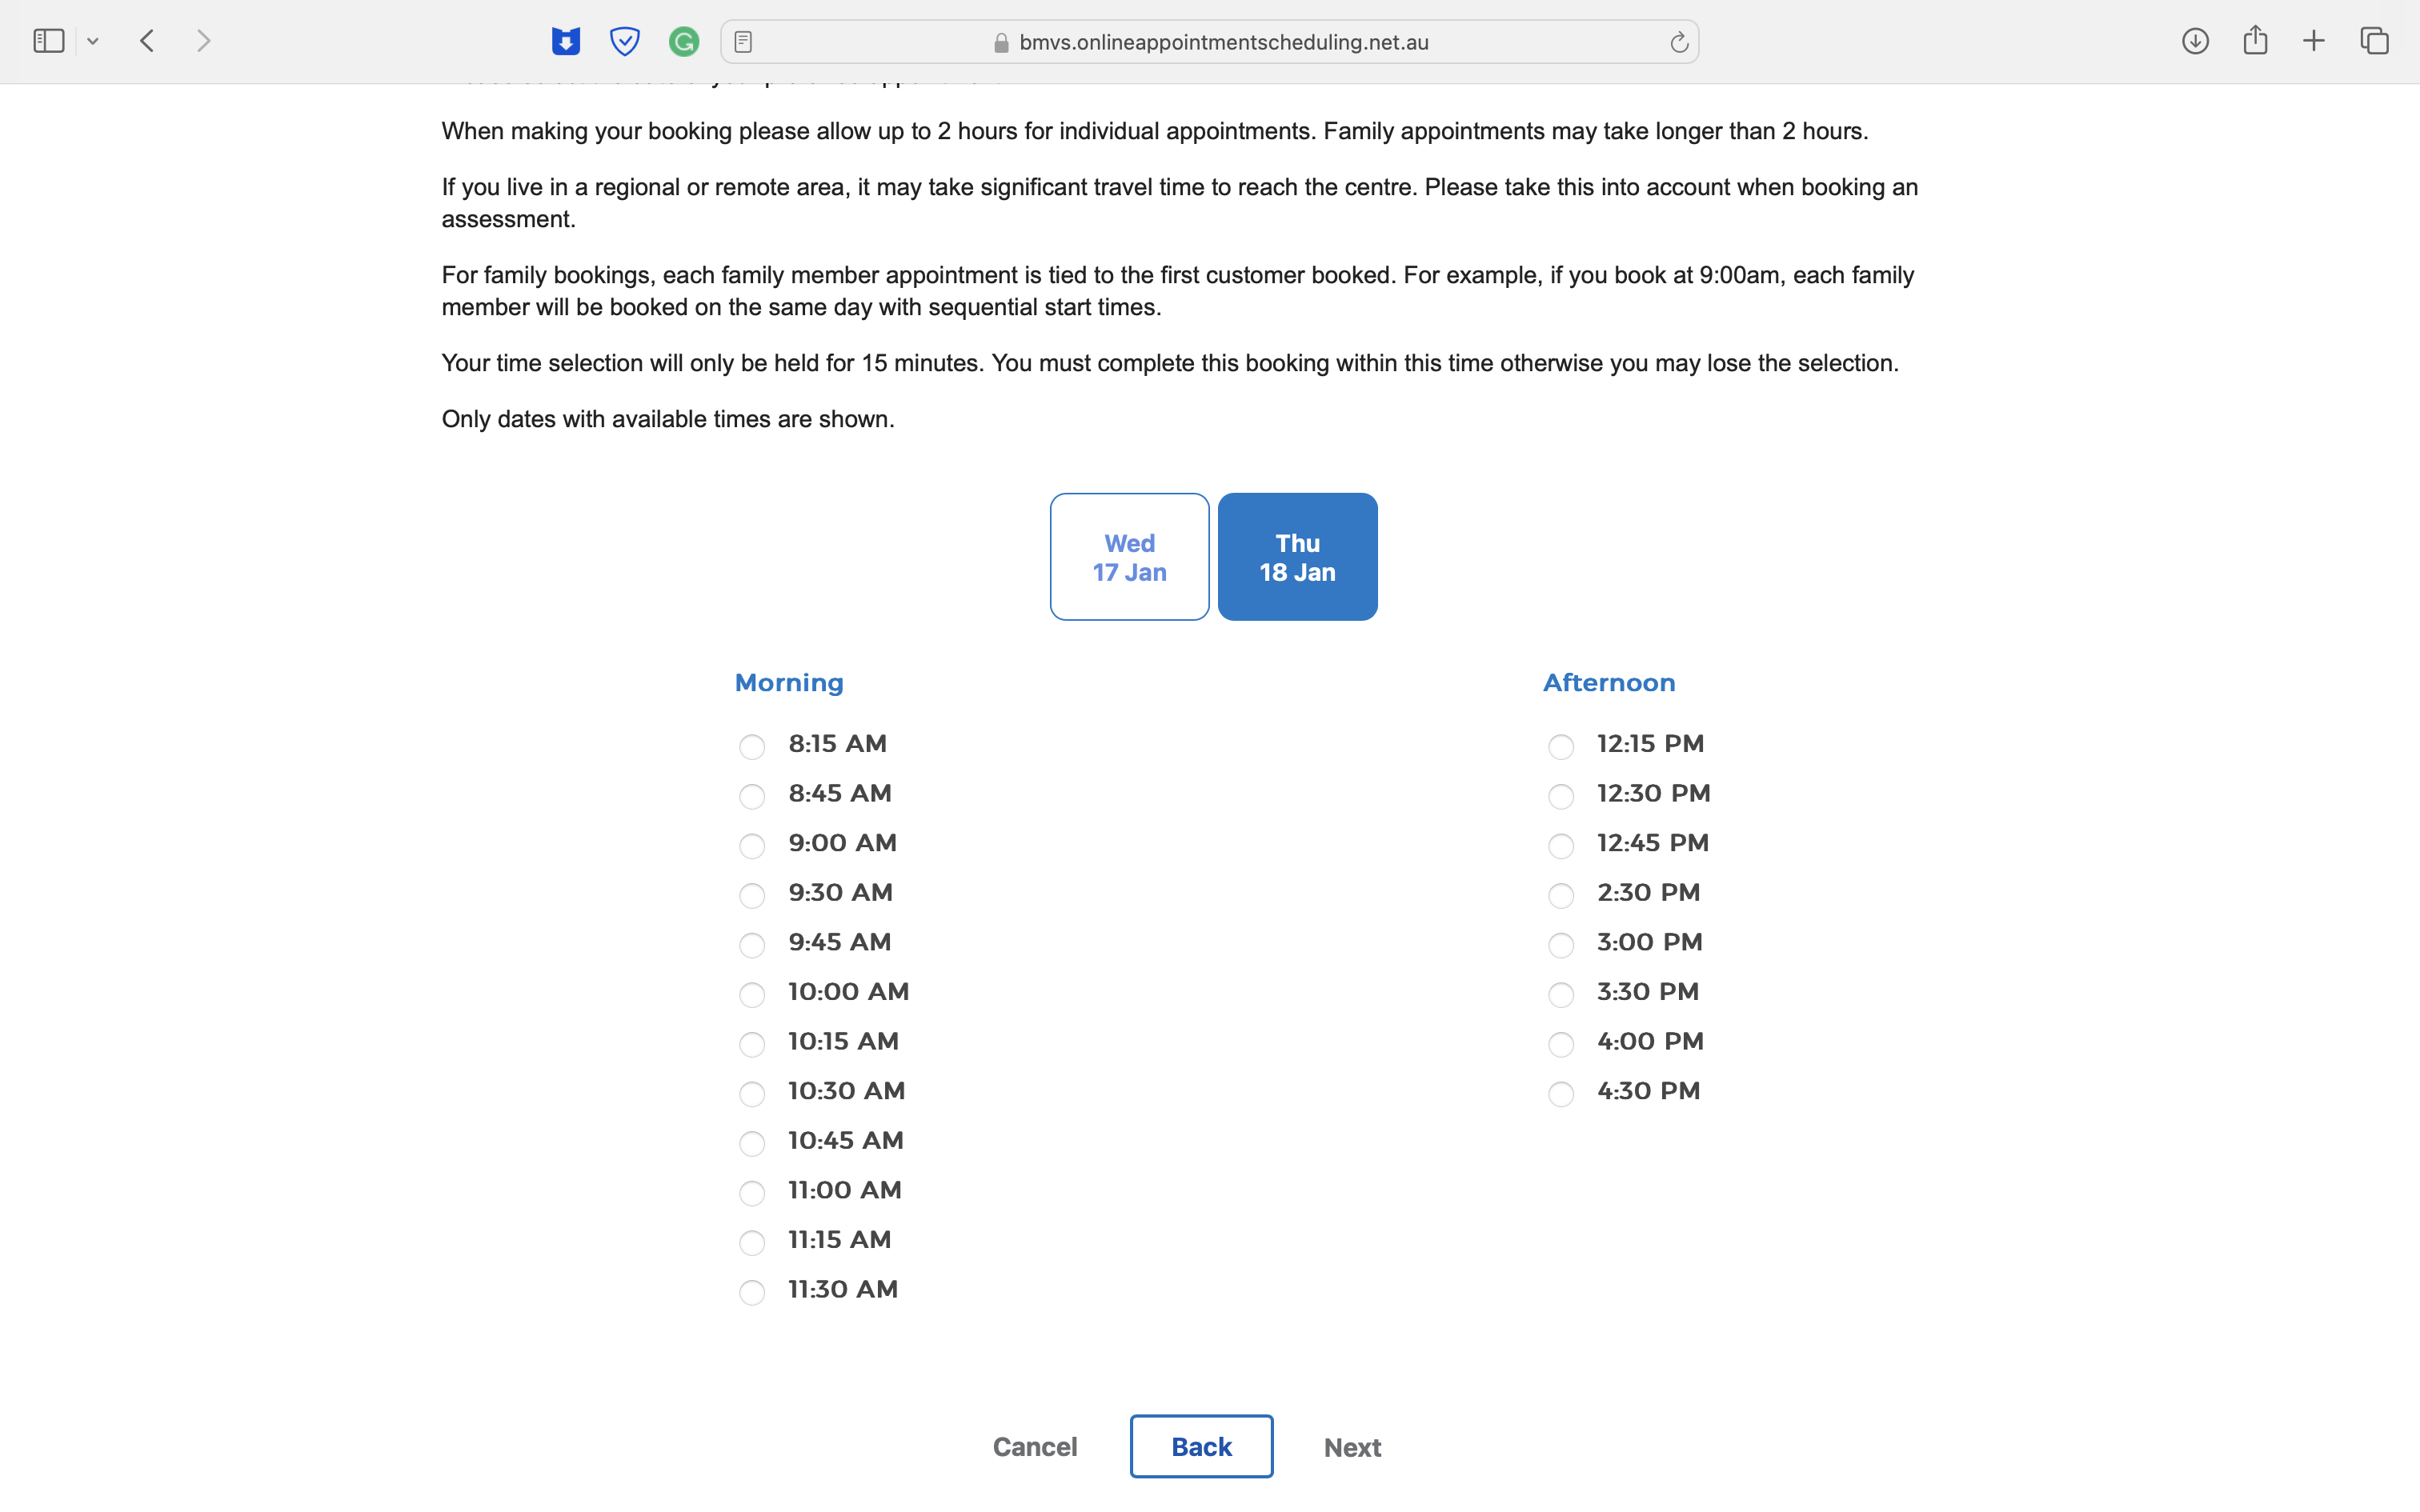 bmvs.onlineappointmentscheduling.net.au
When making your booking please allow up to 2 hours for individual appointments. Family appointments may take longer than 2 hours.
If you live in a regional or remote area, it may take significant travel time to reach the centre. Please take this into account when booking an
assessment.
For family bookings, each family member appointment is tied to the first customer booked. For example, if you book at 9:00am, each family
member will be booked on the same day with sequential start times.
Your time selection will only be held for 15 minutes. You must complete this booking within this time otherwise you may lose the selection.
Only dates with available times are shown.
Wed
17 Jan
Thu
18 Jan
Morning
8:15 AM
8:45 AM
9:00 AM
9:30 AM
9:45 AM
10:00 AM
10:15 AM
10:30 AM
10:45 AM
11:00 AM
11:15 AM
11:30 AM
Afternoon
12:15 PM
12:30 PM
12:45 PM
2:30 PM
3:00 PM
3:30 PM
4:00 PM
4:30 PM
Cancel
Back
Next